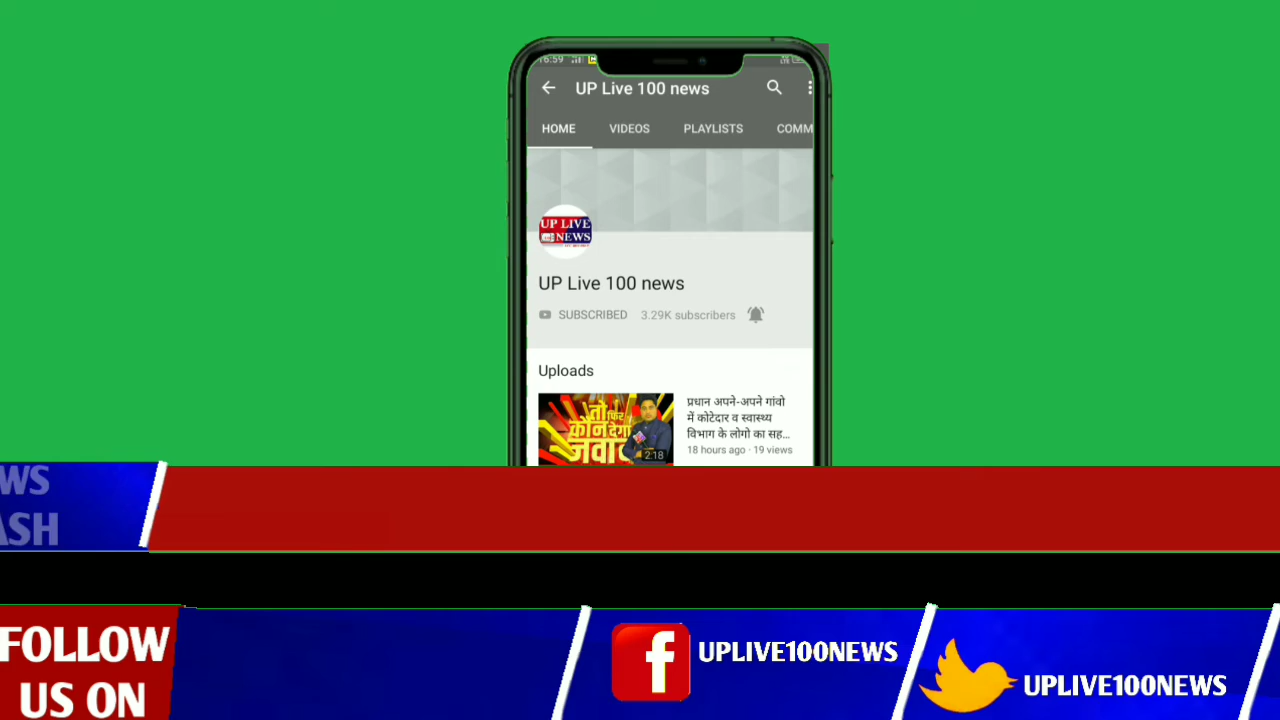 16:59
UP Live 100 news
HOME VIDEOS PLAYLISTS COMM
UP LIVE
NEWS
UP Live 100 news
SUBSCRIBED 3.29K subscribers
Uploads
तो फिर
कौन देगा
जवाब
2:18
प्रधान अपने-अपने गांवो
में कोटेदार व स्वास्थ्य
विभाग के लोगो का सह...
18 hours ago · 19 views
WS
ASH
FOLLOW
US ON
f UPLIVE100NEWS
UPLIVE100NEWS